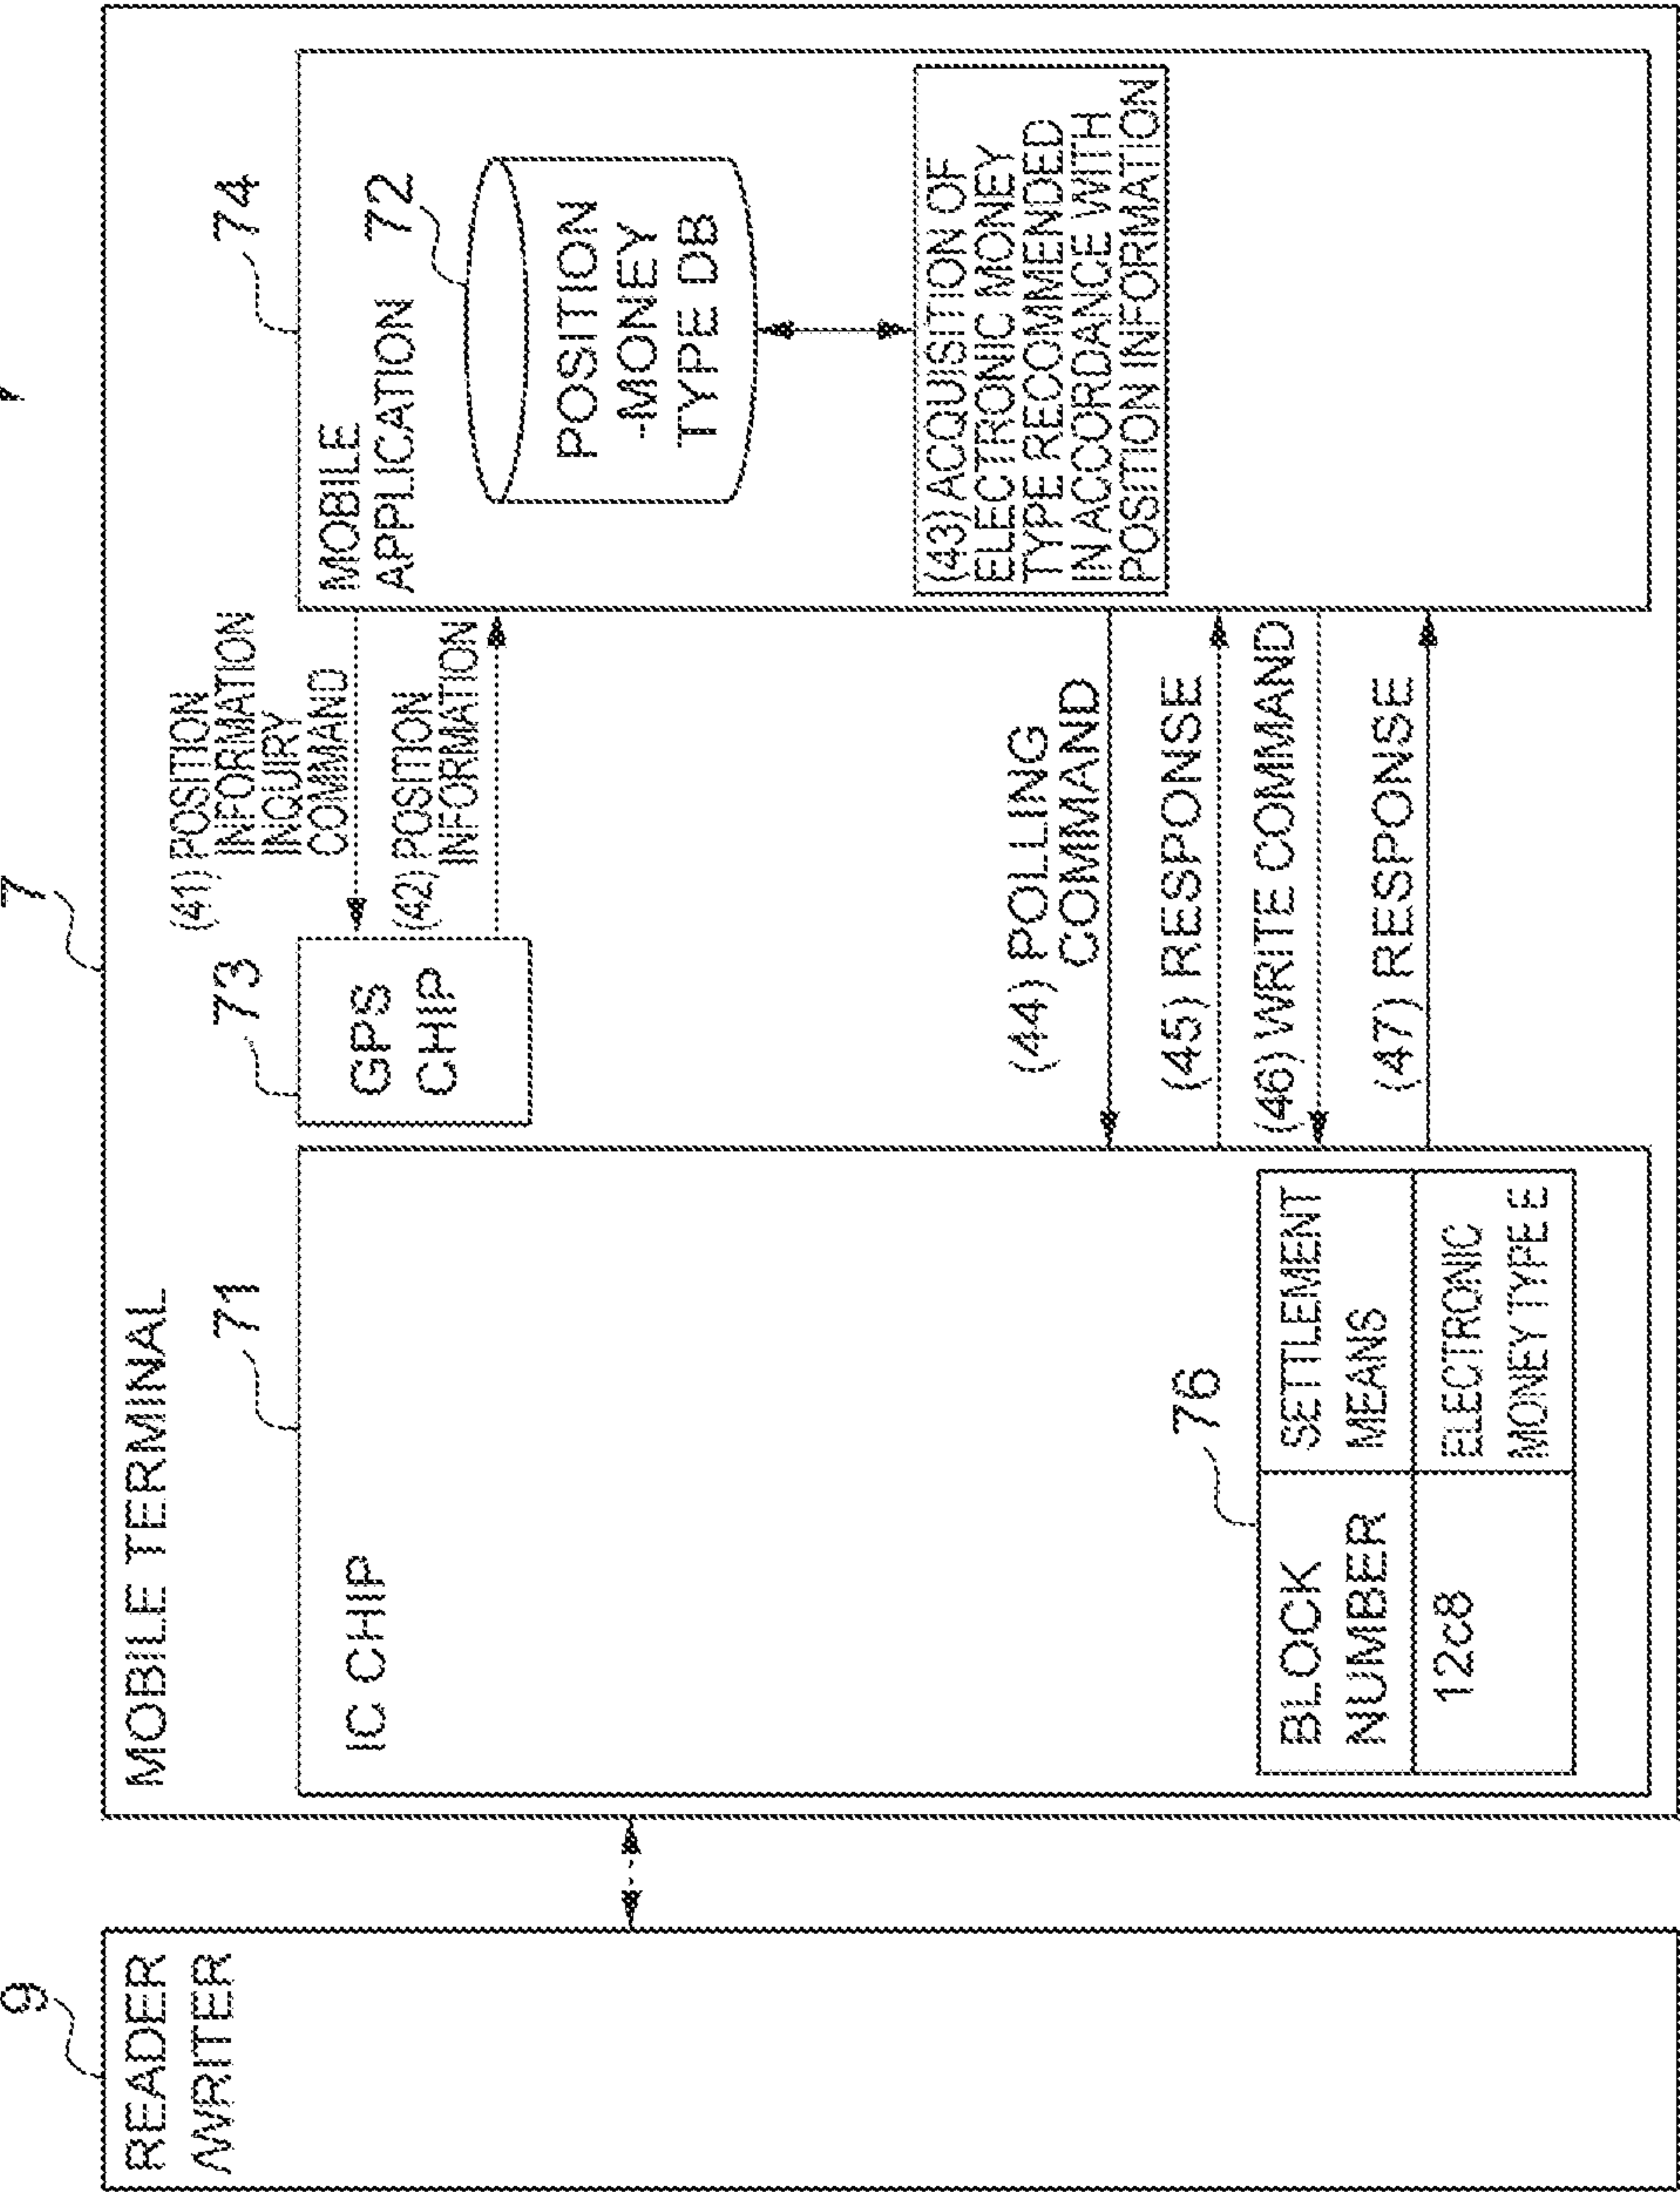 9
READER
/WRITER
7
MOBILE TERMINAL
71
IC CHIP
76
BLOCK
NUMBER
SETTLEMENT
MEANS
12c8
ELECTRONIC
MONEY TYPE E
73
GPS
CHIP
(41) POSITION
INFORMATION
INQUIRY
COMMAND
(42) POSITION
INFORMATION
(44) POLLING
COMMAND
(45) RESPONSE
(46) WRITE COMMAND
(47) RESPONSE
74
MOBILE
APPLICATION
72
POSITION
-MONEY
TYPE DB
(43) ACQUISITION OF
ELECTRONIC MONEY
TYPE RECOMMENDED
IN ACCORDANCE WITH
POSITION INFORMATION